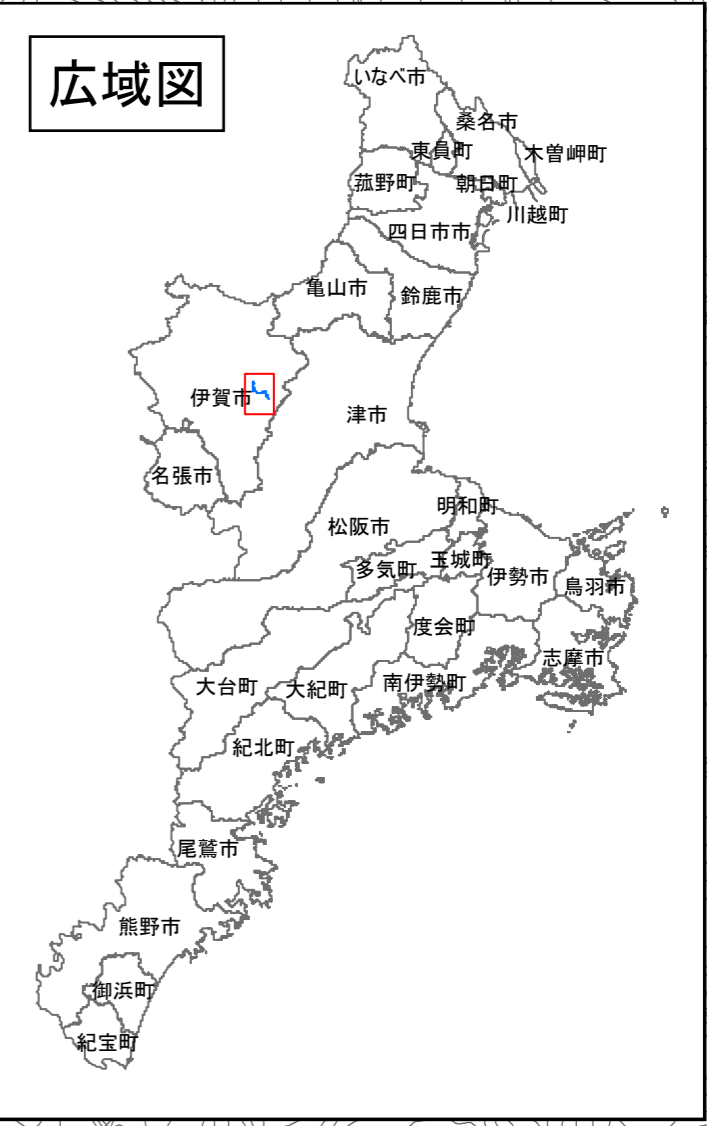 広域図
いなべ市
桑名市
東員町
木曽岬町
菰野町
朝日町
川越町
四日市市
亀山市
鈴鹿市
伊賀市
津市
名張市
明和町
松阪市
多気町
玉城町
伊勢市
鳥羽市
度会町
志摩市
大台町
大紀町
南伊勢町
紀北町
尾鷲市
熊野市
御浜町
紀宝町